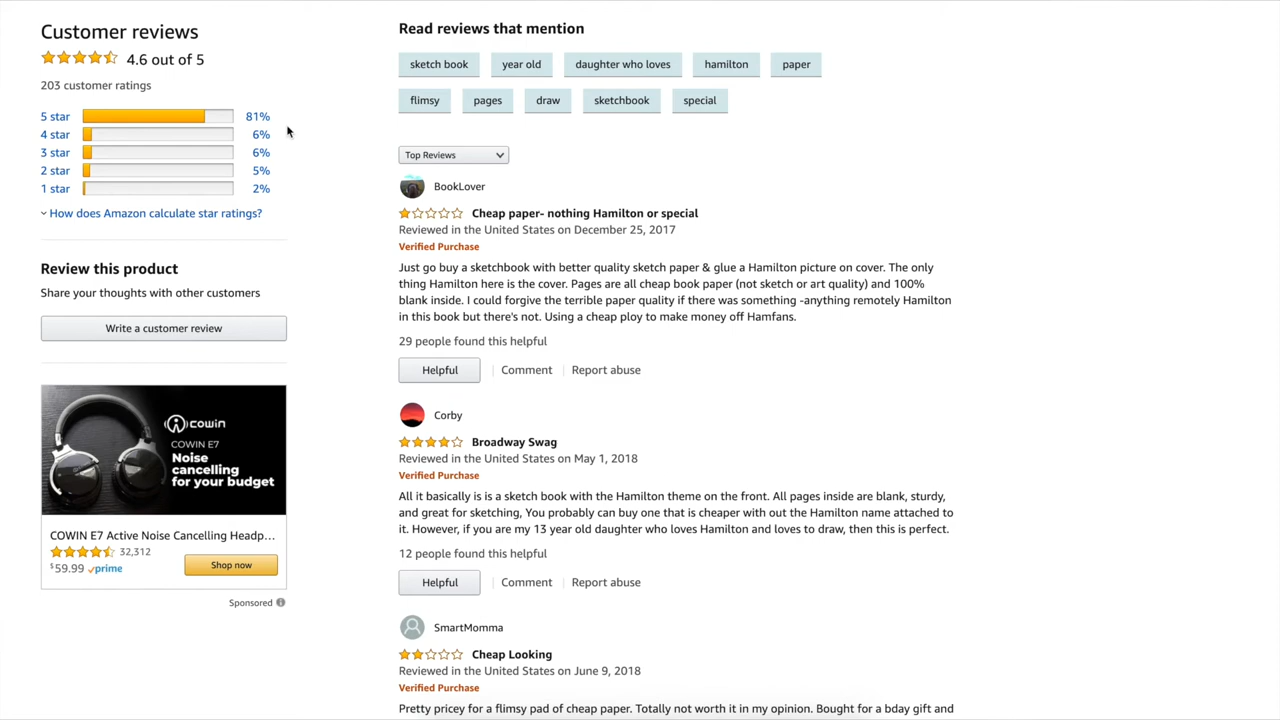 Customer reviews
4.6 out of 5
203 customer ratings
5 star 81%
4 star 6%
3 star 6%
2 star 5%
1 star 2%
How does Amazon calculate star ratings?
Review this product
Share your thoughts with other customers
Write a customer review
cowin
COWIN E7
Noise
cancelling
for your budget
COWIN E7 Active Noise Cancelling Headp...
32,312
$59.99 prime
Shop now
Sponsored
Read reviews that mention
sketch book year old daughter who loves hamilton paper
flimsy pages draw sketchbook special
Top Reviews
BookLover
Cheap paper- nothing Hamilton or special
Reviewed in the United States on December 25, 2017
Verified Purchase
Just go buy a sketchbook with better quality sketch paper & glue a Hamilton picture on cover. The only
thing Hamilton here is the cover. Pages are all cheap book paper (not sketch or art quality) and 100%
blank inside. I could forgive the terrible paper quality if there was something -anything remotely Hamilton
in this book but there's not. Using a cheap ploy to make money off Hamfans.
29 people found this helpful
Helpful Comment Report abuse
Corby
Broadway Swag
Reviewed in the United States on May 1, 2018
Verified Purchase
All it basically is is a sketch book with the Hamilton theme on the front. All pages inside are blank, sturdy,
and great for sketching, You probably can buy one that is cheaper with out the Hamilton name attached to
it. However, if you are my 13 year old daughter who loves Hamilton and loves to draw, then this is perfect.
12 people found this helpful
Helpful Comment Report abuse
SmartMomma
Cheap Looking
Reviewed in the United States on June 9, 2018
Verified Purchase
Pretty pricey for a flimsy pad of cheap paper. Totally not worth it in my opinion. Bought for a bday gift and